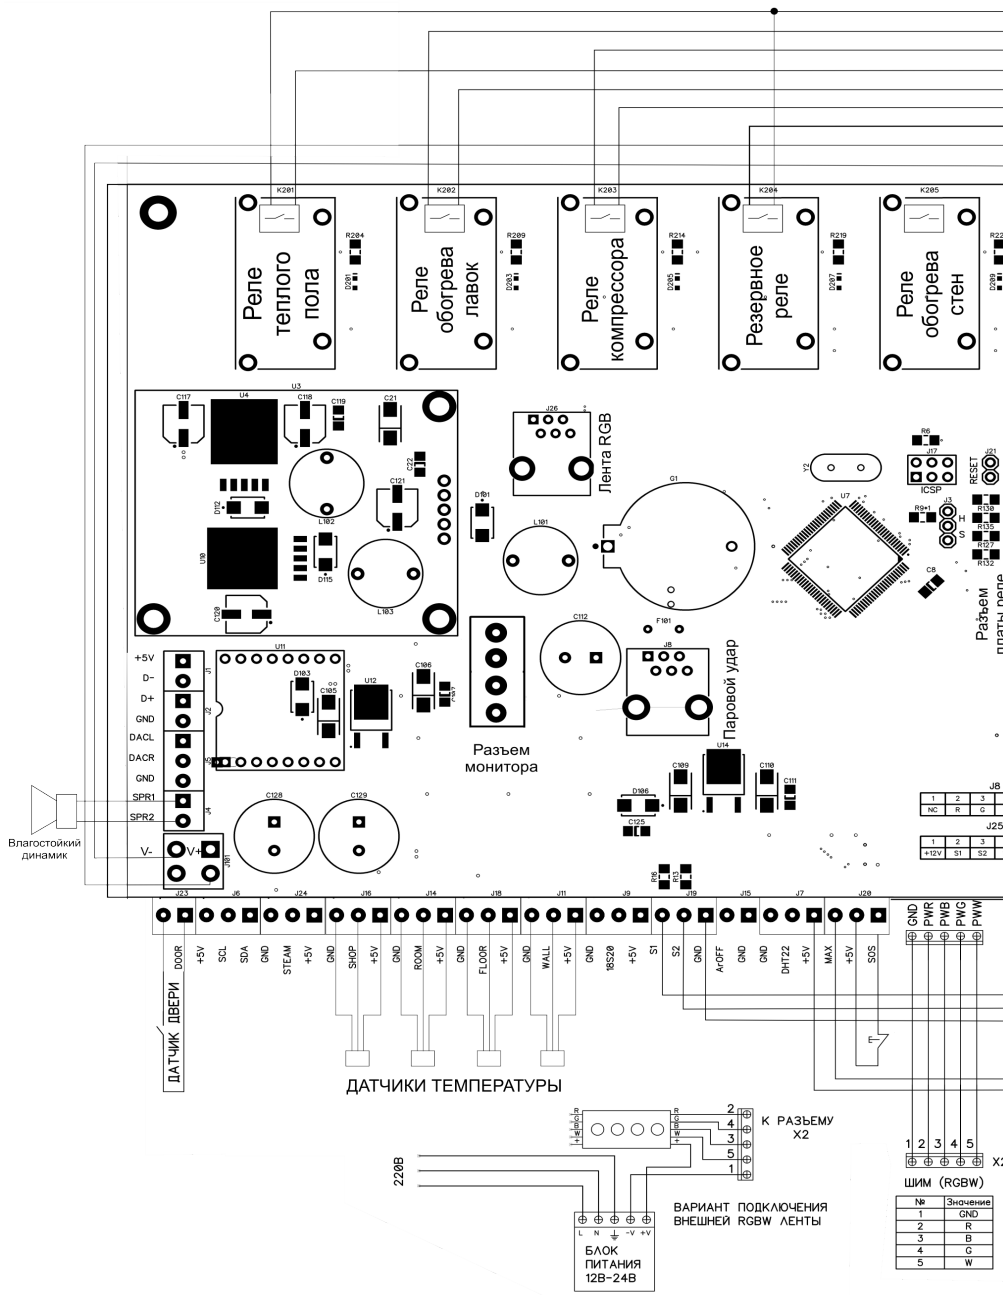 K201 K202 K203 K204 K205
R204 R209 R214 R219 R22
D201 D203 D205 D207 D209
Реле теплого пола
Реле обогрева лавок
Реле компрессора
Резервное реле
Реле обогрева стен
U3
C117 U4 C118 C119 C21
J26
Лента RGB
R6
J17
ICSP
J21
RESET
Y2
U7
G1
C22
C121
D112
L102
D101
L101
R9*1
J3
H
S
R130
R135
R127
R132
C8
U10
D115
L103
C120
Разъем
платы реле
C112
F101
J8
Паровой удар
U11
D103
C105
U12
C106
Разъем
монитора
+5V
D-
D+
GND
DACL
DACR
GND
SPR1
SPR2
J1
J2
J5
J4
V-
V+
J101
Влагостойкий
динамик
C128 C129
U14
C109
C110
C111
D106
C125
R16
R13
J8
1 2 3
NC R G
J25
1 2 3
+12V S1 S2
J23 J6 J24 J16 J14 J18 J11 J9 J19 J15 J7 J20
DOOR +5V SCL SDA GND STEAM +5V GND SHOP +5V GND ROOM +5V GND FLOOR +5V GND WALL +5V GND 18S20 +5V S1 S2 GND ArOFF GND GND DHT22 +5V MAX +5V SOS
GND PWR PWB PWG PWW
ДАТЧИК ДВЕРИ
ДАТЧИКИ ТЕМПЕРАТУРЫ
E
R R 2
G G 4
B B 3
W W 5
+ + 1
К РАЗЪЕМУ
X2
220В
ВАРИАНТ ПОДКЛЮЧЕНИЯ
ВНЕШНЕЙ RGBW ЛЕНТЫ
L N -V +V
БЛОК
ПИТАНИЯ
12В-24В
1 2 3 4 5
X2
ШИМ (RGBW)
№ Значение
1 GND
2 R
3 B
4 G
5 W